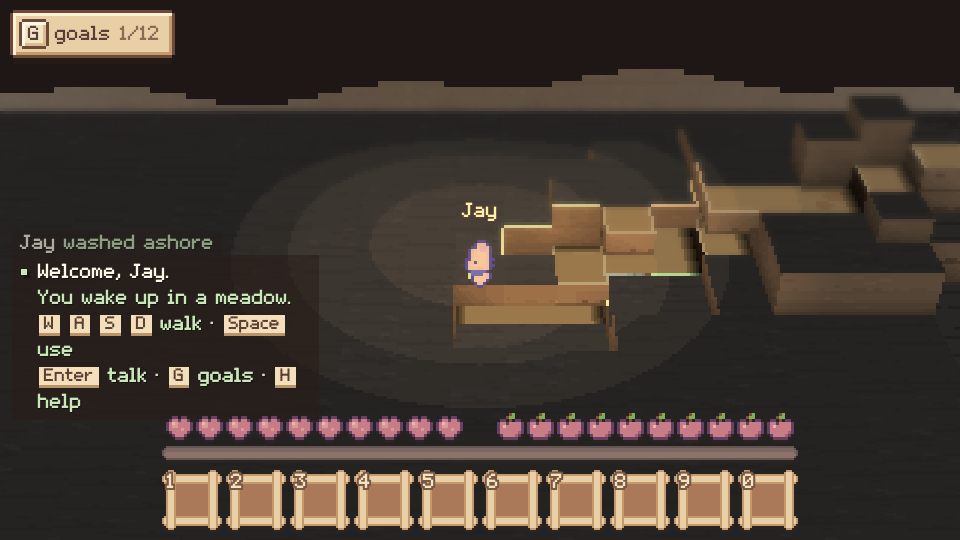 G goals 1/12
Jay
Jay washed ashore
Welcome, Jay.
You wake up in a meadow.
W A S D walk · Space
use
Enter talk · G goals · H
help
1 2 3 4 5 6 7 8 9 0